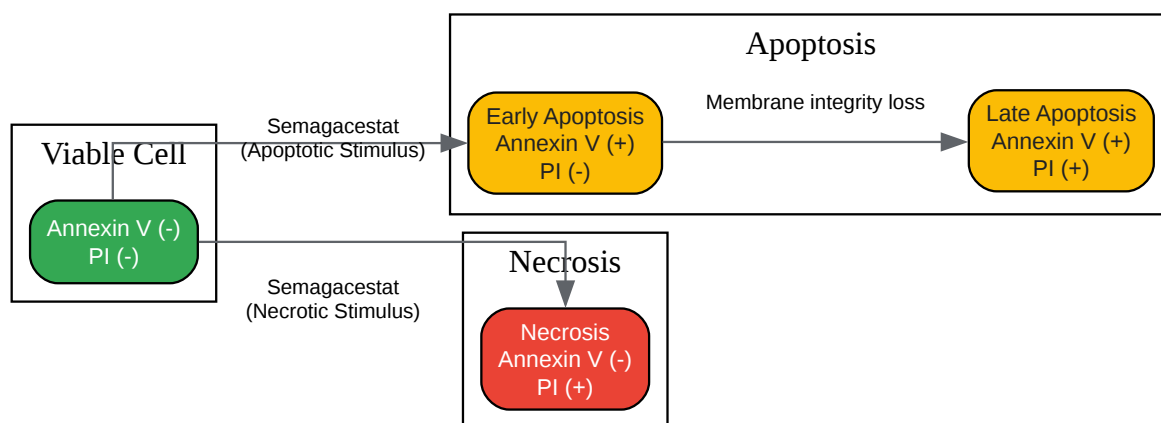 Apoptosis
Viable Cell
Semagacestat
(Apoptotic Stimulus)
Early Apoptosis
Annexin V (+)
PI (-)
Membrane integrity loss
Late Apoptosis
Annexin V (+)
PI (+)
Annexin V (-)
PI (-)
Semagacestat
(Necrotic Stimulus)
Necrosis
Necrosis
Annexin V (-)
PI (+)